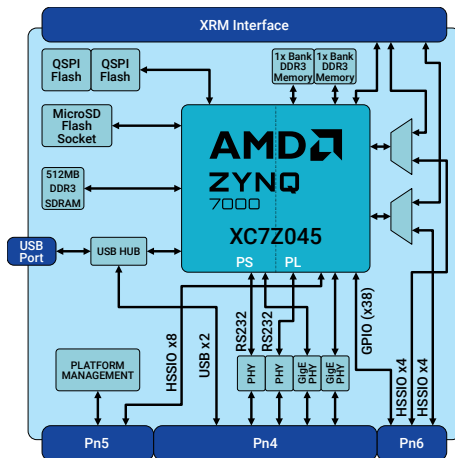 XRM Interface
QSPI
Flash
QSPI
Flash
1x Bank
DDR3
Memory
1x Bank
DDR3
Memory
MicroSD
Flash
Socket
AMD
ZYNQ
7000
XC7Z045
PS
PL
512MB
DDR3
SDRAM
USB
Port
USB HUB
HSSIO x8
USB x2
RS232
RS232
GPIO (x38)
HSSIO x4
HSSIO x4
PLATFORM
MANAGEMENT
PHY
PHY
GigE
PHY
GigE
PHY
Pn5
Pn4
Pn6